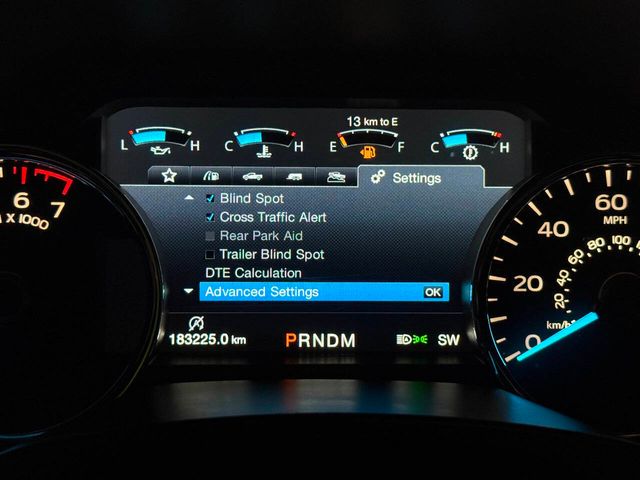 13 km to E
L H C H E F C H
Settings
Blind Spot
Cross Traffic Alert
Rear Park Aid
Trailer Blind Spot
DTE Calculation
Advanced Settings OK
183225.0 km PRNDM SW
6 7
x 1000
0 20 40 60
MPH
20 40 60 80 100
km/h